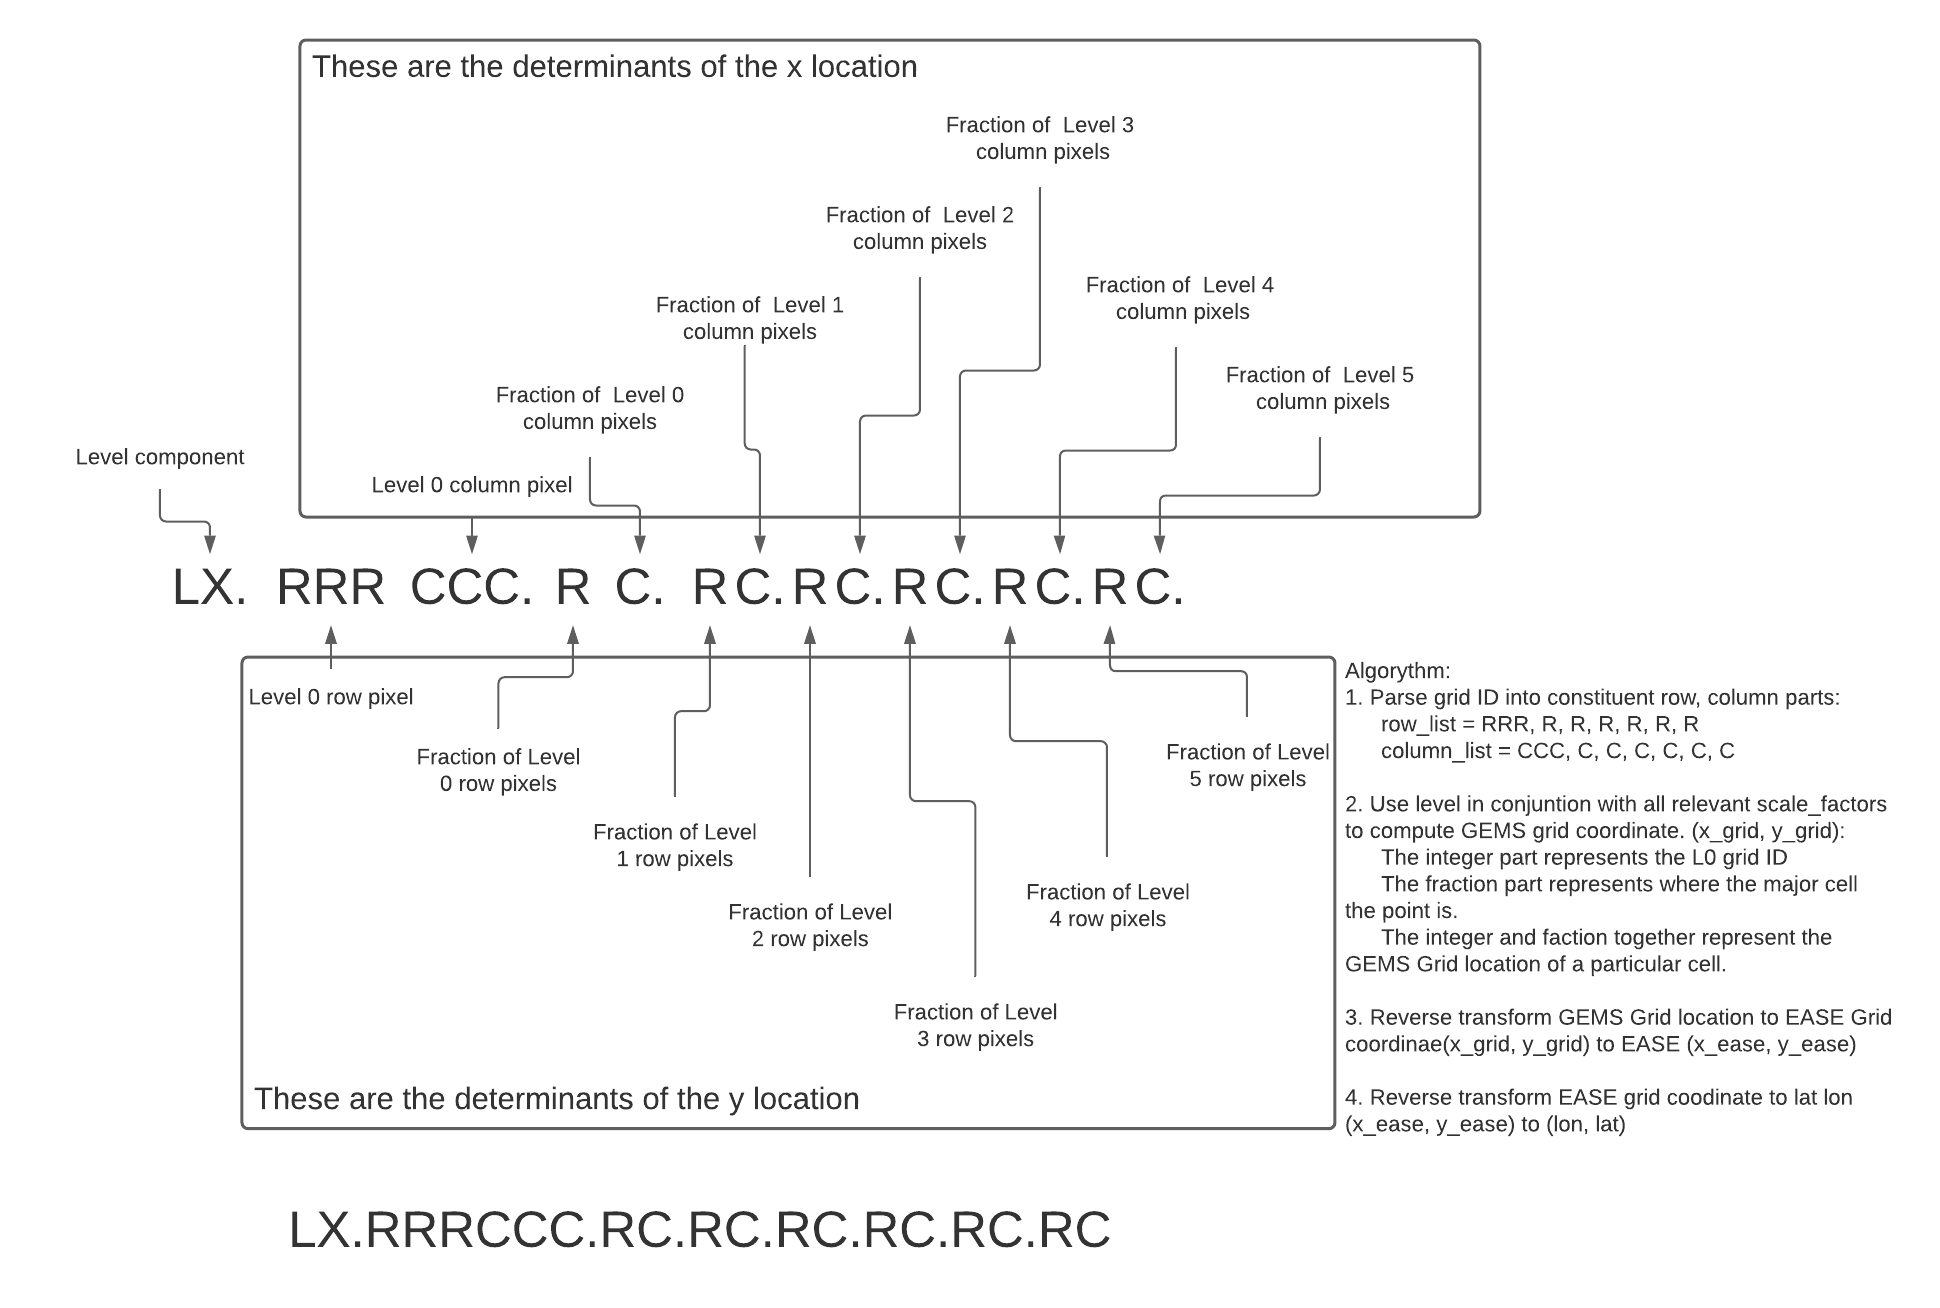 These are the determinants of the x location
Fraction of  Level 3
column pixels
Fraction of  Level 2
column pixels
Fraction of  Level 4
column pixels
Fraction of  Level 1
column pixels
Fraction of  Level 5
column pixels
Fraction of  Level 0
column pixels
Level component
Level 0 column pixel
LX. RRR CCC. R C. RC.RC.RC.RC.RC.
Level 0 row pixel
Fraction of Level
0 row pixels
Fraction of Level
1 row pixels
Fraction of Level
2 row pixels
Fraction of Level
3 row pixels
Fraction of Level
4 row pixels
Fraction of Level
5 row pixels
These are the determinants of the y location
Algorythm:
1. Parse grid ID into constituent row, column parts:
row_list = RRR, R, R, R, R, R, R
column_list = CCC, C, C, C, C, C, C
2. Use level in conjuntion with all relevant scale_factors
to compute GEMS grid coordinate. (x_grid, y_grid):
The integer part represents the L0 grid ID
The fraction part represents where the major cell
the point is.
The integer and faction together represent the
GEMS Grid location of a particular cell.
3. Reverse transform GEMS Grid location to EASE Grid
coordinae(x_grid, y_grid) to EASE (x_ease, y_ease)
4. Reverse transform EASE grid coodinate to lat lon
(x_ease, y_ease) to (lon, lat)
LX.RRRCCC.RC.RC.RC.RC.RC.RC